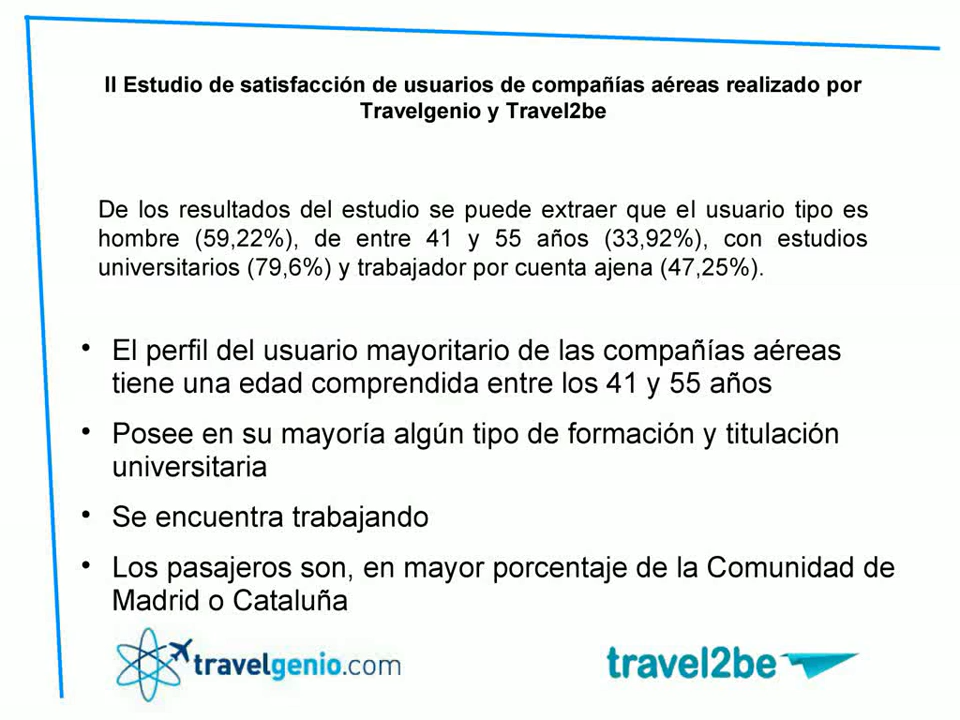 II Estudio de satisfacción de usuarios de compañías aéreas realizado por
Travelgenio y Travel2be
De los resultados del estudio se puede extraer que el usuario tipo es
hombre (59,22%), de entre 41 y 55 años (33,92%), con estudios
universitarios (79,6%) y trabajador por cuenta ajena (47,25%).
• El perfil del usuario mayoritario de las compañías aéreas
tiene una edad comprendida entre los 41 y 55 años
• Posee en su mayoría algún tipo de formación y titulación
universitaria
• Se encuentra trabajando
• Los pasajeros son, en mayor porcentaje de la Comunidad de
Madrid o Cataluña
travelgenio.com
travel2be